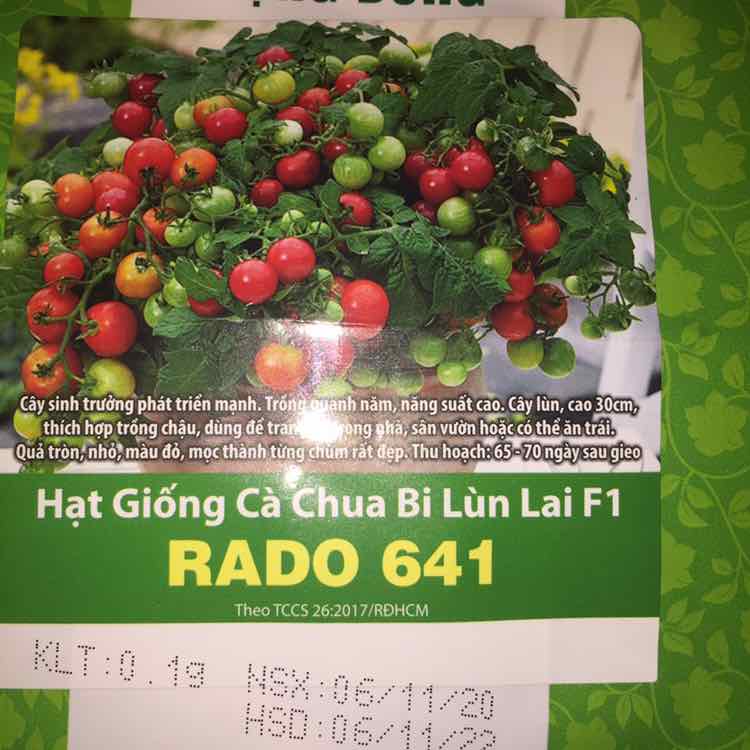 Cây sinh trưởng phát triển mạnh. Trồng quanh năm, năng suất cao. Cây lùn, cao 30cm,
thích hợp trồng chậu, dùng để trang trí trong nhà, sân vườn hoặc có thể ăn trái.
Quả tròn, nhỏ, màu đỏ, mọc thành từng chùm rất đẹp. Thu hoạch: 65 - 70 ngày sau gieo
Hạt Giống Cà Chua Bi Lùn Lai F1
RADO 641
Theo TCCS 26:2017/RĐHCM
KLT:0.1g NSX:06/11/20
HSD:06/11/22